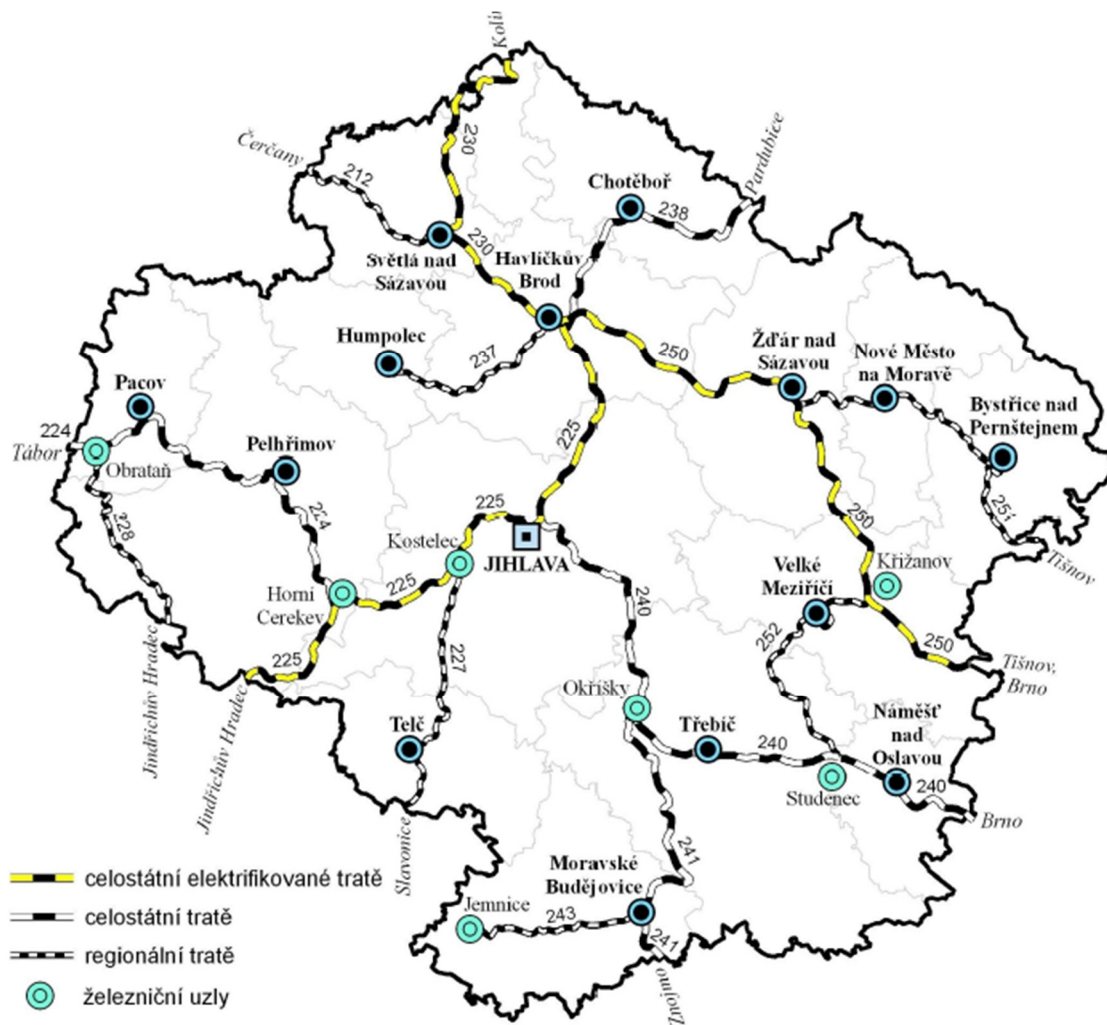 Kolín
Čerčany
230
212
Pardubice
Chotěboř
238
230
Světlá nad
Sázavou
Havlíčkův
Brod
Humpolec
237
250
Žďár nad
Sázavou
Nové Město
na Moravě
Bystřice nad
Pernštejnem
Pacov
224
Tábor
Obrataň
Pelhřimov
225
228
224
225
Kostelec
JIHLAVA
250
251
Tišnov
Křižanov
Velké
Meziříčí
Horní
Cerekev
225
240
252
250
Tišnov,
Brno
225
227
Jindřichův Hradec
Jindřichův Hradec
Okříšky
Telč
Třebíč
240
Náměšť
nad
Oslavou
240
Studenec
Brno
Slavonice
241
Moravské
Budějovice
Jemnice
243
241
Znojmo
celostátní elektrifikované tratě
celostátní tratě
regionální tratě
železniční uzly